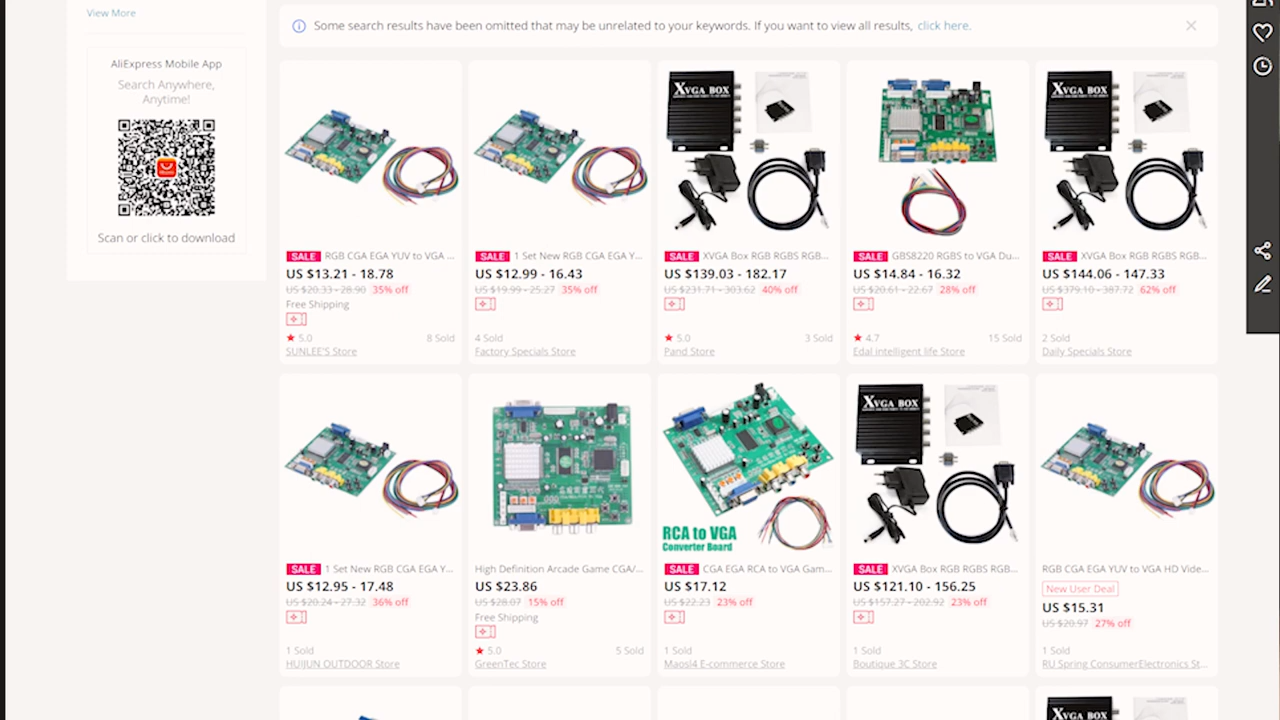 View More
AliExpress Mobile App
Search Anywhere,
Anytime!
Scan or click to download
Some search results have been omitted that may be unrelated to your keywords. If you want to view all results, click here.
SALE RGB CGA EGA YUV to VGA ...
US $13.21 - 18.78
US $20.33 - 28.90 35% off
Free Shipping
5.0 8 Sold
SUNLEE'S Store
SALE 1 Set New RGB CGA EGA Y...
US $12.99 - 16.43
US $19.99 - 25.27 35% off
4 Sold
Factory Specials Store
XVGA BOX
SALE XVGA Box RGB RGBS RGB...
US $139.03 - 182.17
US $231.71 - 303.62 40% off
5.0 3 Sold
Pand Store
SALE GBS8220 RGBS to VGA Du...
US $14.84 - 16.32
US $20.61 - 22.67 28% off
4.7 15 Sold
Edal intelligent life Store
XVGA BOX
SALE XVGA Box RGB RGBS RGB...
US $144.06 - 147.33
US $379.10 - 387.72 62% off
2 Sold
Daily Specials Store
SALE 1 Set New RGB CGA EGA Y...
US $12.95 - 17.48
US $20.24 - 27.32 36% off
1 Sold
HUIJUN OUTDOOR Store
High Definition Arcade Game CGA/...
US $23.86
US $28.07 15% off
Free Shipping
5.0 5 Sold
GreenTec Store
RCA to VGA
Converter Board
SALE CGA EGA RCA to VGA Gam...
US $17.12
US $22.23 23% off
1 Sold
Maosl4 E-commerce Store
XVGA BOX
SALE XVGA Box RGB RGBS RGB...
US $121.10 - 156.25
US $157.27 - 202.92 23% off
1 Sold
Boutique 3C Store
RGB CGA EGA YUV to VGA HD Vide...
New User Deal
US $15.31
US $20.97 27% off
1 Sold
RU Spring ConsumerElectronics St...
XVGA BOX